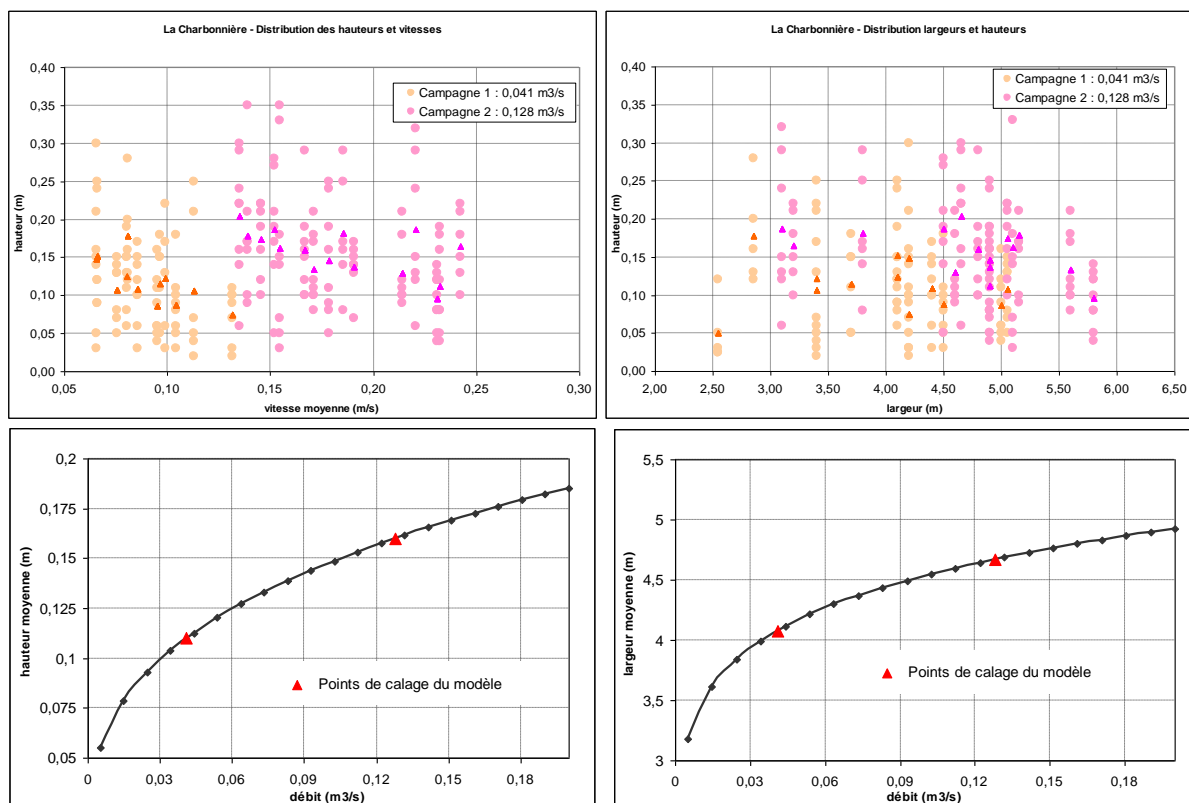 La Charbonnière - Distribution des hauteurs et vitesses
hauteur (m)
0,40
0,35
0,30
0,25
0,20
0,15
0,10
0,05
0,00
Campagne 1 : 0,041 m3/s
Campagne 2 : 0,128 m3/s
0,05 0,10 0,15 0,20 0,25 0,30
vitesse moyenne (m/s)
La Charbonnière - Distribution largeurs et hauteurs
hauteur (m)
0,40
0,35
0,30
0,25
0,20
0,15
0,10
0,05
0,00
Campagne 1 : 0,041 m3/s
Campagne 2 : 0,128 m3/s
2,00 2,50 3,00 3,50 4,00 4,50 5,00 5,50 6,00 6,50
largeur (m)
hauteur moyenne (m)
0,2
0,175
0,15
0,125
0,1
0,075
0,05
Points de calage du modèle
0 0,03 0,06 0,09 0,12 0,15 0,18
débit (m3/s)
largeur moyenne (m)
5,5
5
4,5
4
3,5
3
Points de calage du modèle
0 0,03 0,06 0,09 0,12 0,15 0,18
débit (m3/s)